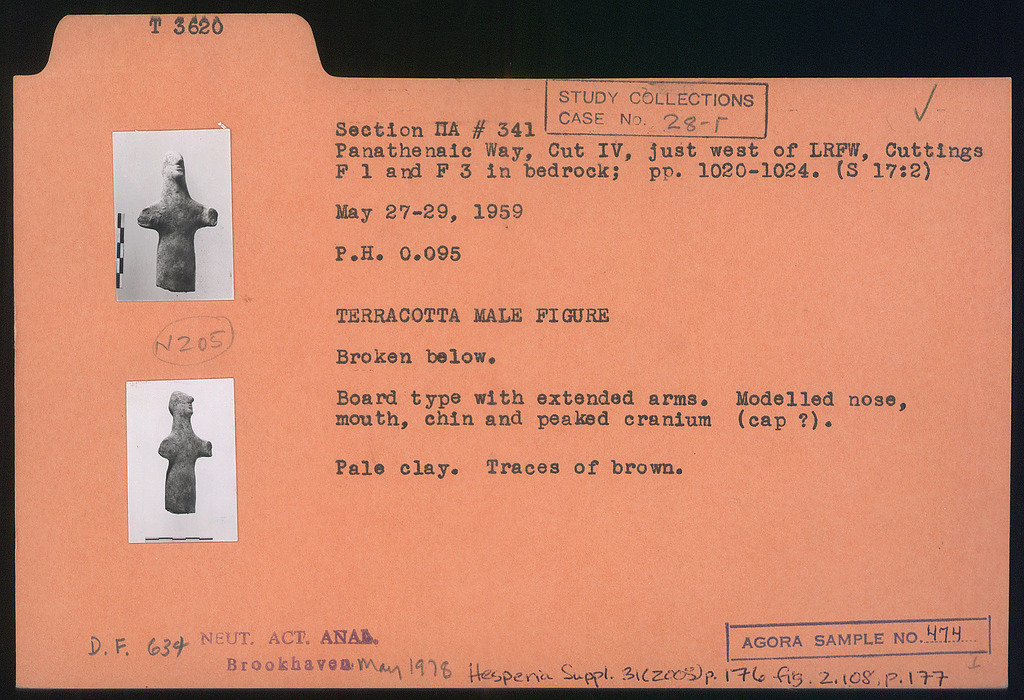 T 3620
STUDY COLLECTIONS
CASE No. 28-Γ
Section ΠΑ # 341
Panathenaic Way, Cut IV, just west of LRFW, Cuttings
F 1 and F 3 in bedrock; pp. 1020-1024. (S 17:2)
May 27-29, 1959
P.H. 0.095
N205
TERRACOTTA MALE FIGURE
Broken below.
Board type with extended arms. Modelled nose,
mouth, chin and peaked cranium (cap ?).
Pale clay. Traces of brown.
D.F. 634
NEUT. ACT. ANAL.
Brookhaven May 1978
AGORA SAMPLE NO. 474
Hesperia Suppl. 31(2003) p. 176 fig. 2.108, p. 177